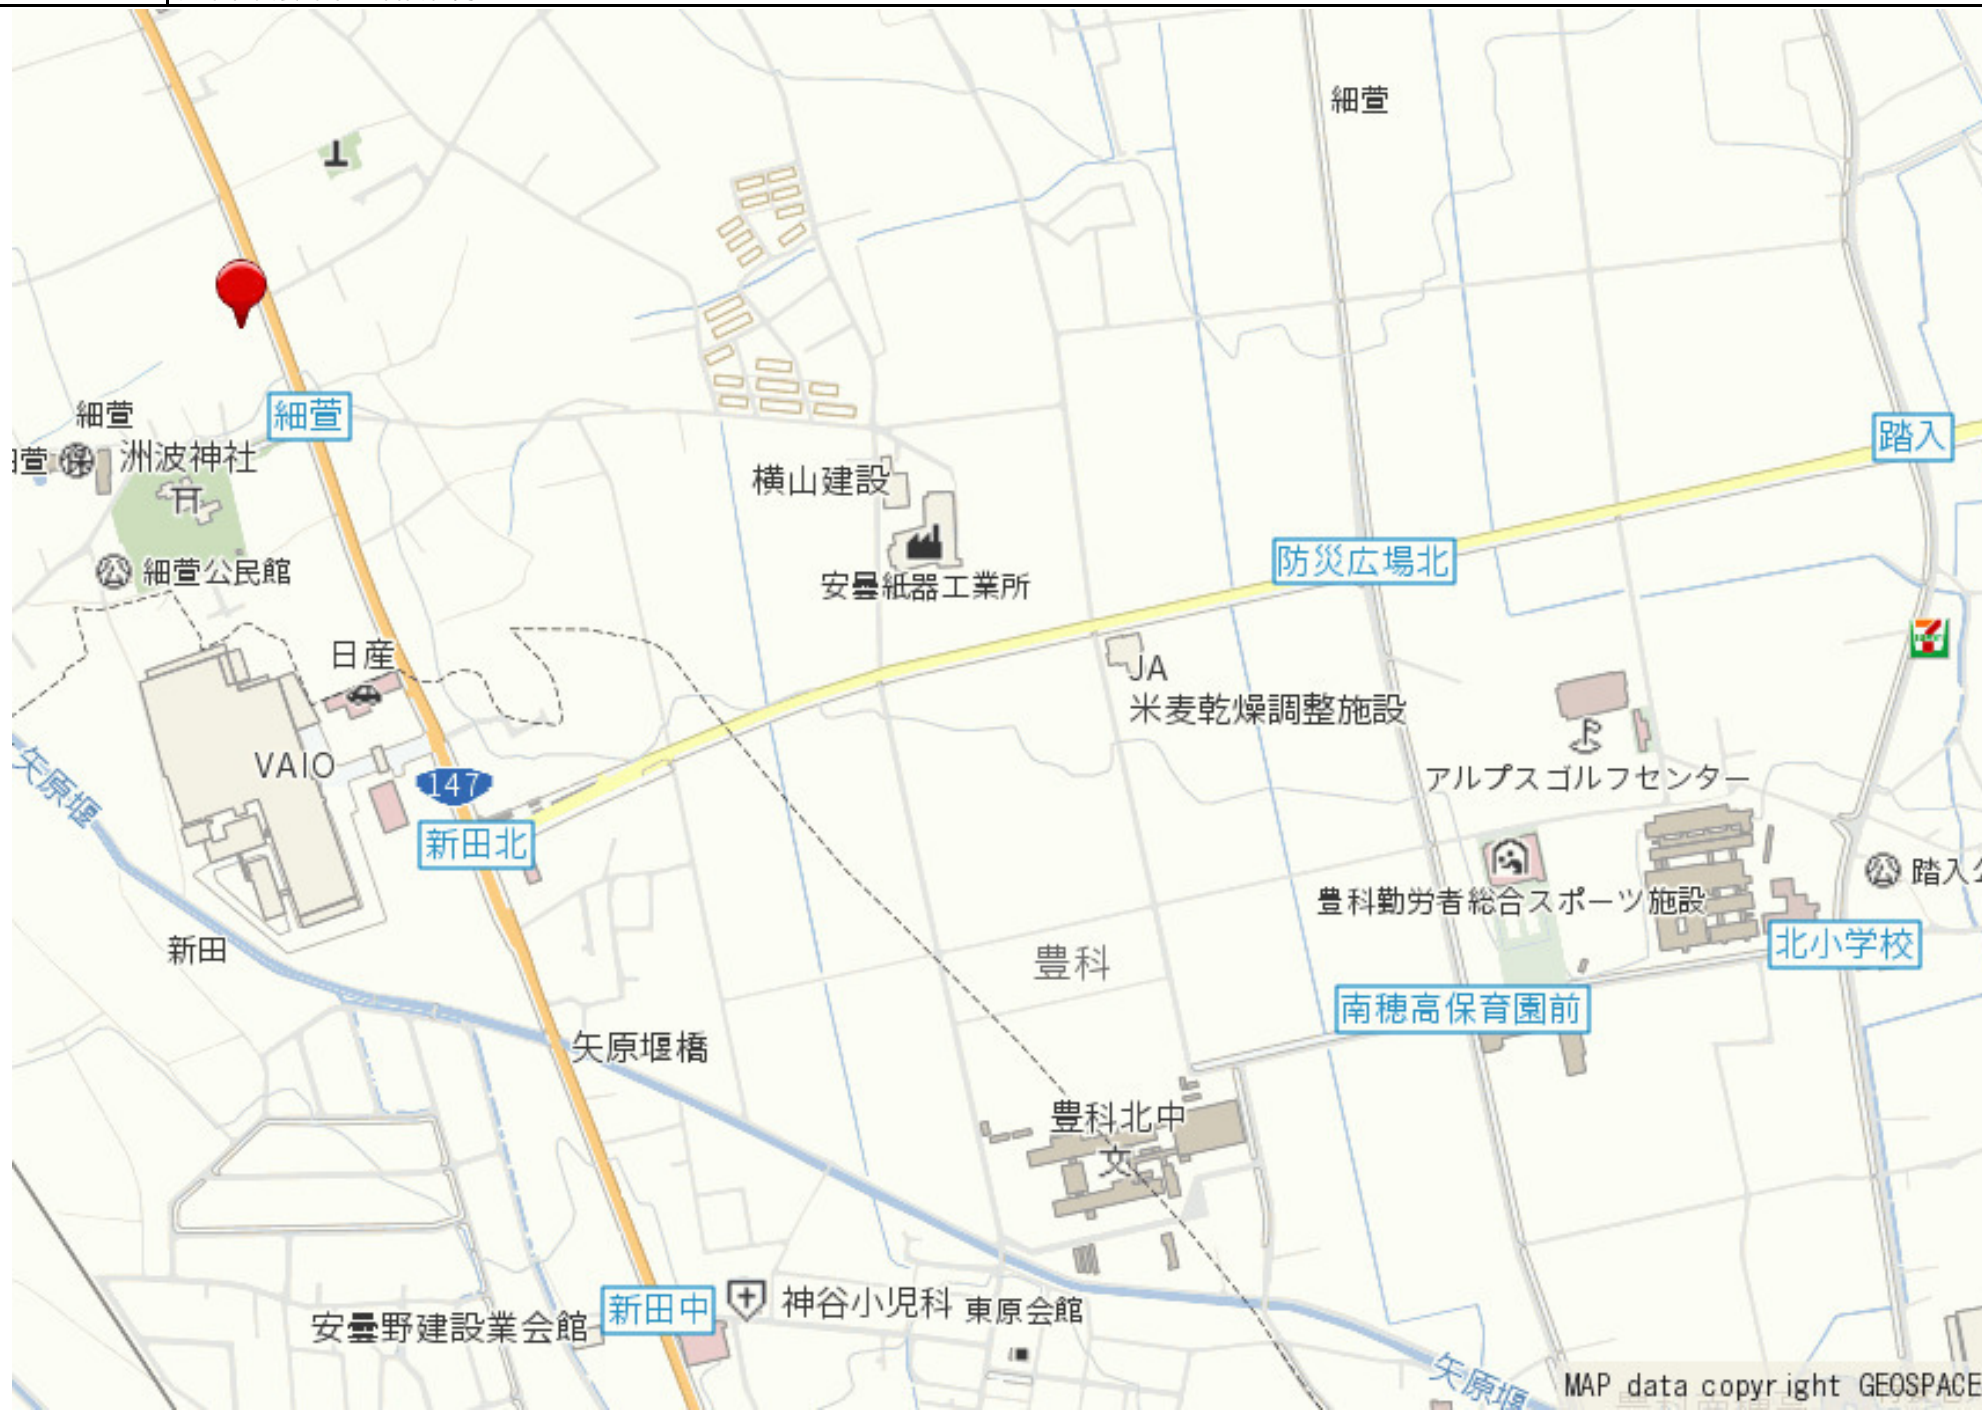 細萱
細萱
踏入
細萱
萱
洲波神社
横山建設
防災広場北
細萱公民館
安曇紙器工業所
日産
JA
米麦乾燥調整施設
VAIO
147
矢原堰
アルプスゴルフセンター
新田北
踏入
豊科勤労者総合スポーツ施設
新田
豊科
北小学校
南穂高保育園前
矢原堰橋
豊科北中
文
新田中
神谷小児科
東原会館
安曇野建設業会館
矢原堰
MAP data copyright GEOSPACE